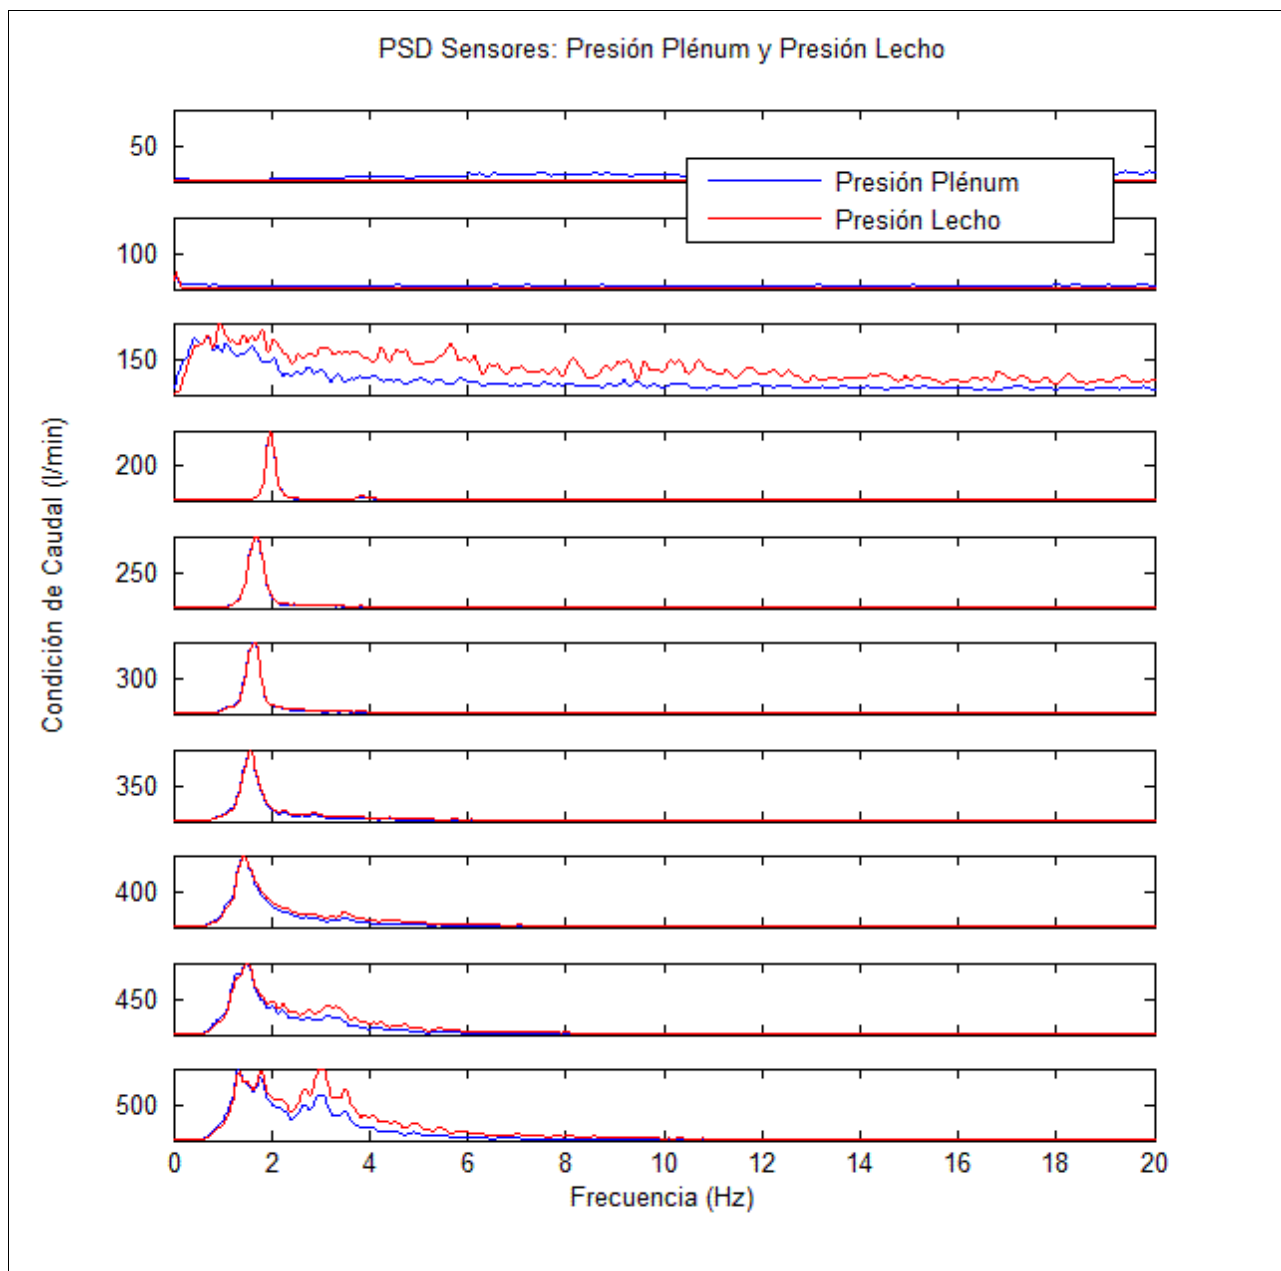 PSD Sensores: Presión Plénum y Presión Lecho
50
Presión Plénum
Presión Lecho
100
150
200
250
300
350
400
450
500
Condición de Caudal (l/min)
0 2 4 6 8 10 12 14 16 18 20
Frecuencia (Hz)